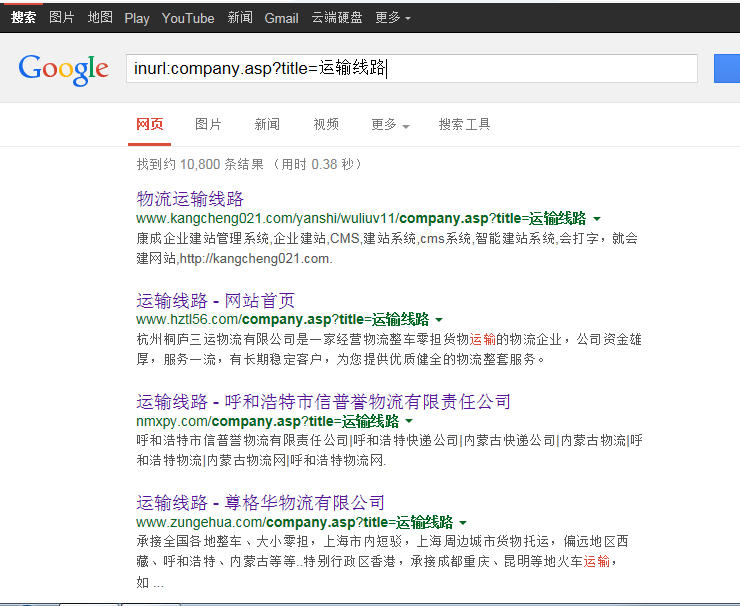 搜索 图片 地图 Play YouTube 新闻 Gmail 云端硬盘 更多
Google
inurl:company.asp?title=运输线路
网页 图片 新闻 视频 更多 搜索工具
找到约 10,800 条结果 （用时 0.38 秒）
物流运输线路
www.kangcheng021.com/yanshi/wuliuv11/company.asp?title=运输线路
康成企业建站管理系统,企业建站,CMS,建站系统,cms系统,智能建站系统,会打字，就会
建网站,http://kangcheng021.com.
运输线路 - 网站首页
www.hztl56.com/company.asp?title=运输线路
杭州桐庐三运物流有限公司是一家经营物流整车零担货物运输的物流企业，公司资金雄
厚，服务一流，有长期稳定客户，为您提供优质健全的物流整套服务。
运输线路 - 呼和浩特市信普誉物流有限责任公司
nmxpy.com/company.asp?title=运输线路
呼和浩特市信普誉物流有限责任公司|呼和浩特快递公司|内蒙古快递公司|内蒙古物流|呼
和浩特物流|内蒙古物流网|呼和浩特物流网.
运输线路 - 尊格华物流有限公司
www.zungehua.com/company.asp?title=运输线路
承接全国各地整车、大小零担，上海市内短驳，上海周边城市货物托运，偏远地区西
藏、呼和浩特、内蒙古等等..特别行政区香港，承接成都重庆、昆明等地火车运输，
如 ...